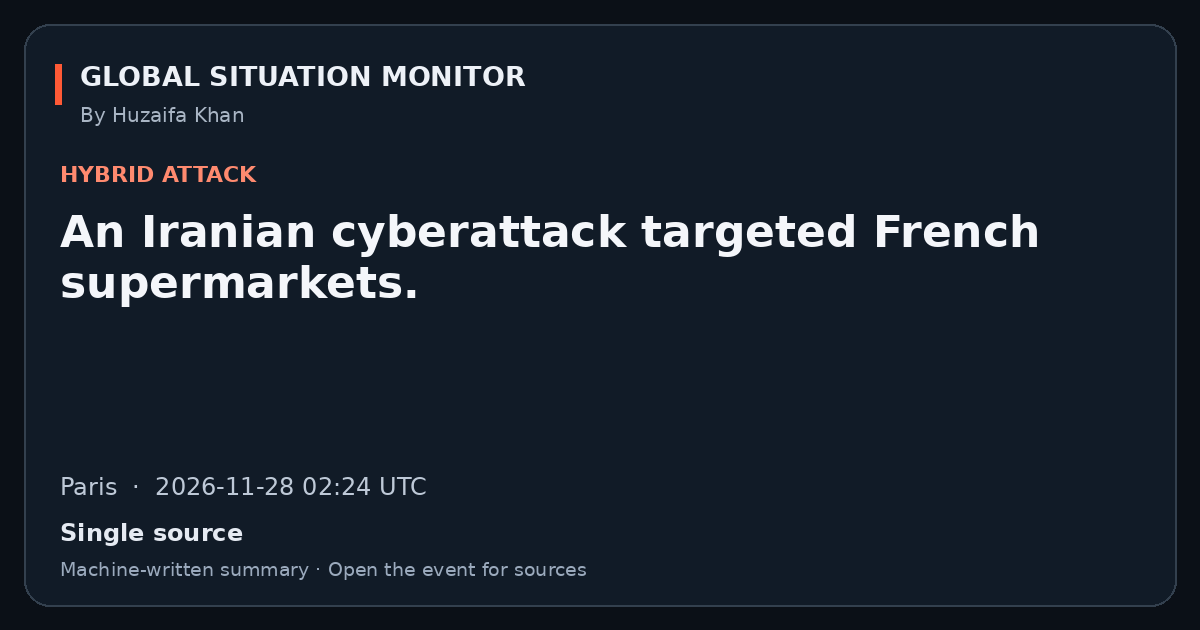 GLOBAL SITUATION MONITOR
By Huzaifa Khan
HYBRID ATTACK
An Iranian cyberattack targeted French
supermarkets.
Paris · 2026-11-28 02:24 UTC
Single source
Machine-written summary · Open the event for sources